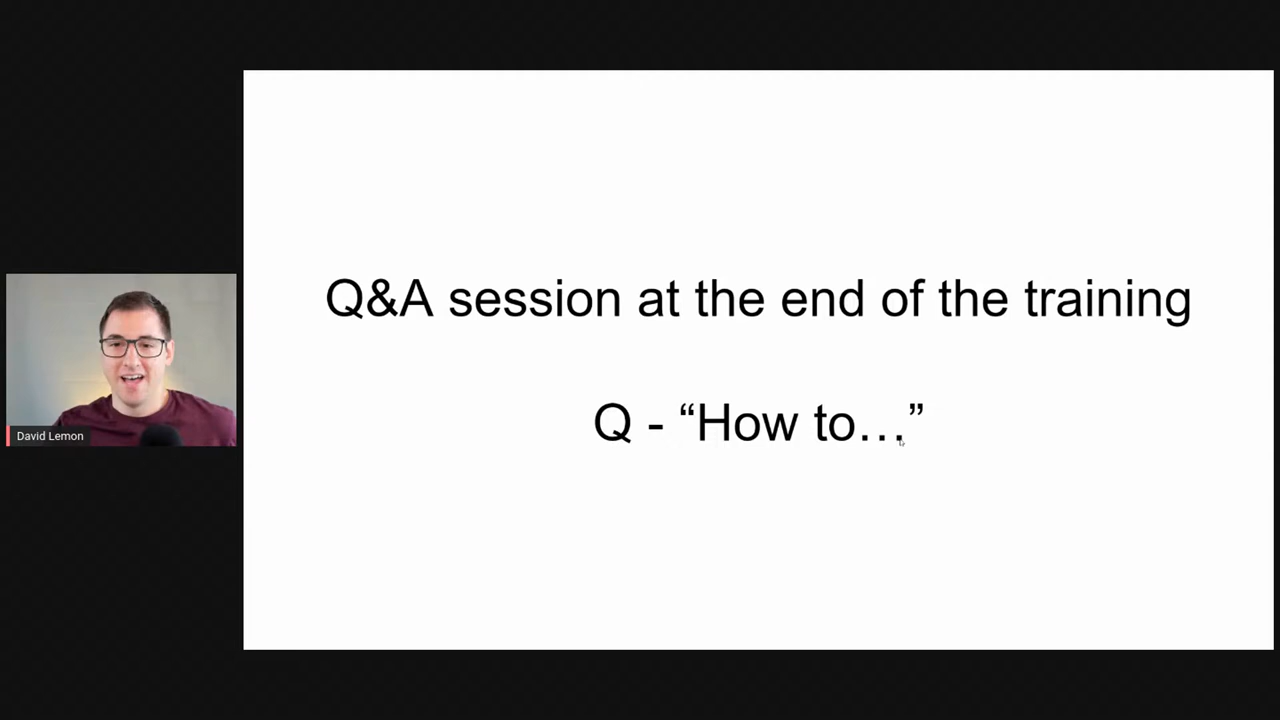 Q&A session at the end of the training
Q - “How to…”
David Lemon